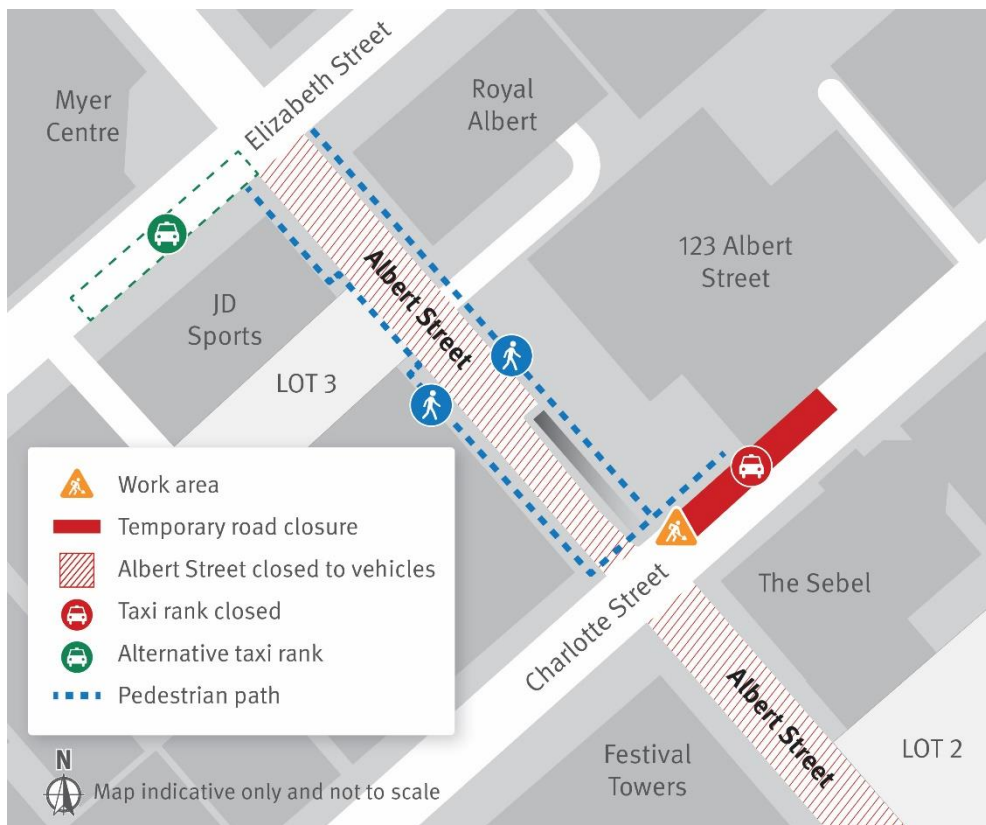 Myer
Centre
Elizabeth Street
Royal
Albert
123 Albert
Street
JD
Sports
Albert Street
LOT 3
Work area
Temporary road closure
Albert Street closed to vehicles
Taxi rank closed
Alternative taxi rank
Pedestrian path
The Sebel
Charlotte Street
Albert Street
LOT 2
Festival
Towers
N
Map indicative only and not to scale